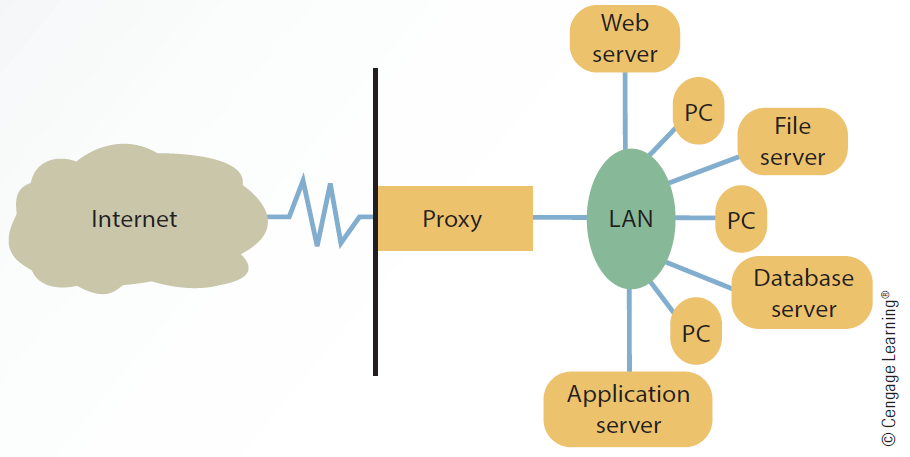 Web
server
PC
File
server
Internet
Proxy
LAN
PC
Database
server
PC
Application
server
© Cengage Learning®